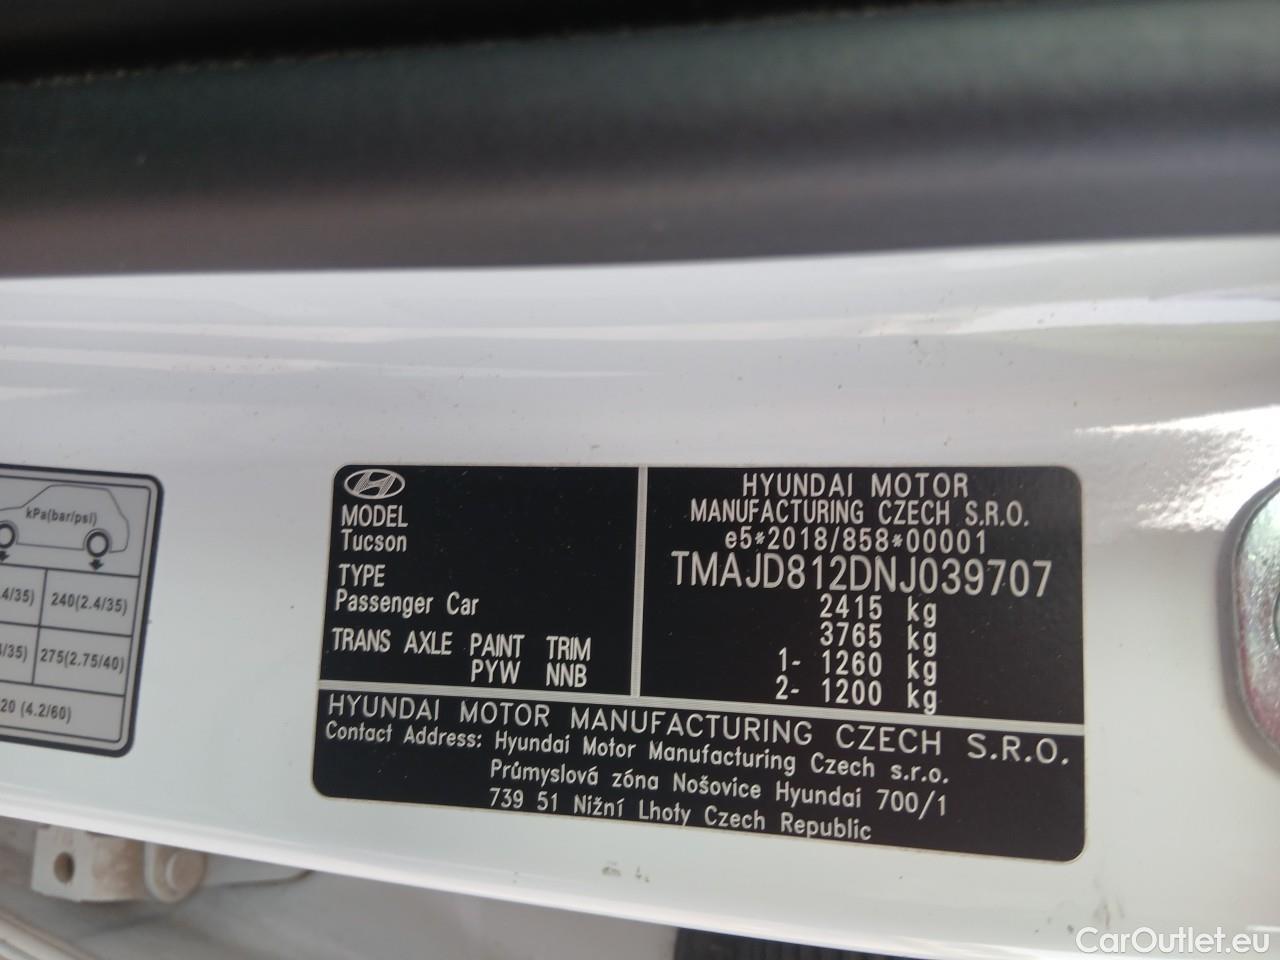 kPa(bar/psi)
.4/35) 240(2.4/35)
/35) 275(2.75/40)
20 (4.2/60)
MODEL
Tucson
TYPE
Passenger Car
TRANS AXLE PAINT TRIM
PYW NNB
HYUNDAI MOTOR
MANUFACTURING CZECH S.R.O.
e5*2018/858*00001
TMAJD812DNJ039707
2415 kg
3765 kg
1- 1260 kg
2- 1200 kg
HYUNDAI MOTOR MANUFACTURING CZECH S.R.O.
Contact Address: Hyundai Motor Manufacturing Czech s.r.o.
Průmyslová zóna Nošovice Hyundai 700/1
739 51 Nižní Lhoty Czech Republic
CarOutlet.eu